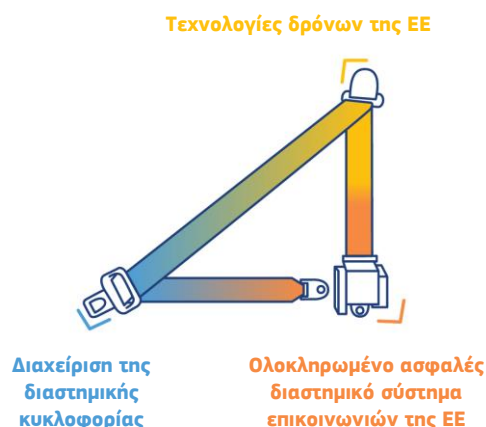 Τεχνολογίες δρόνων της ΕΕ
Διαχείριση της
διαστημικής
κυκλοφορίας
Ολοκληρωμένο ασφαλές
διαστημικό σύστημα
επικοινωνιών της ΕΕ